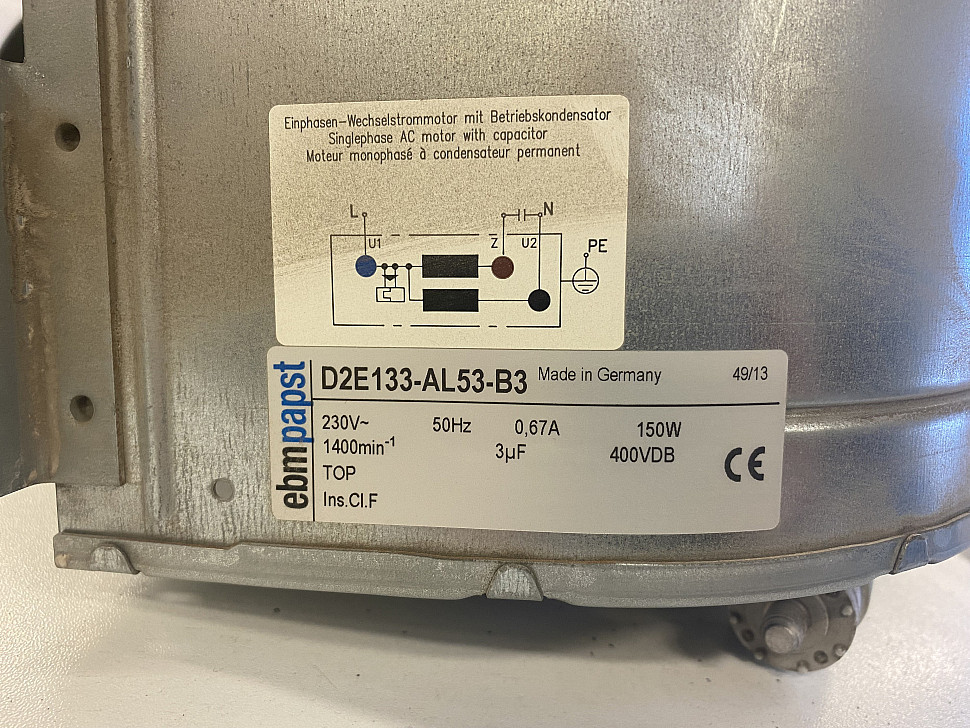 Einphasen-Wechselstrommotor mit Betriebskondensator
Singlephase AC motor with capacitor
Moteur monophasé à condensateur permanent
L N
U1 Z U2 PE
ebmpapst
D2E133-AL53-B3 Made in Germany 49/13
230V~ 50Hz 0,67A 150W
1400min⁻¹ 3µF 400VDB
TOP CE
Ins.Cl.F